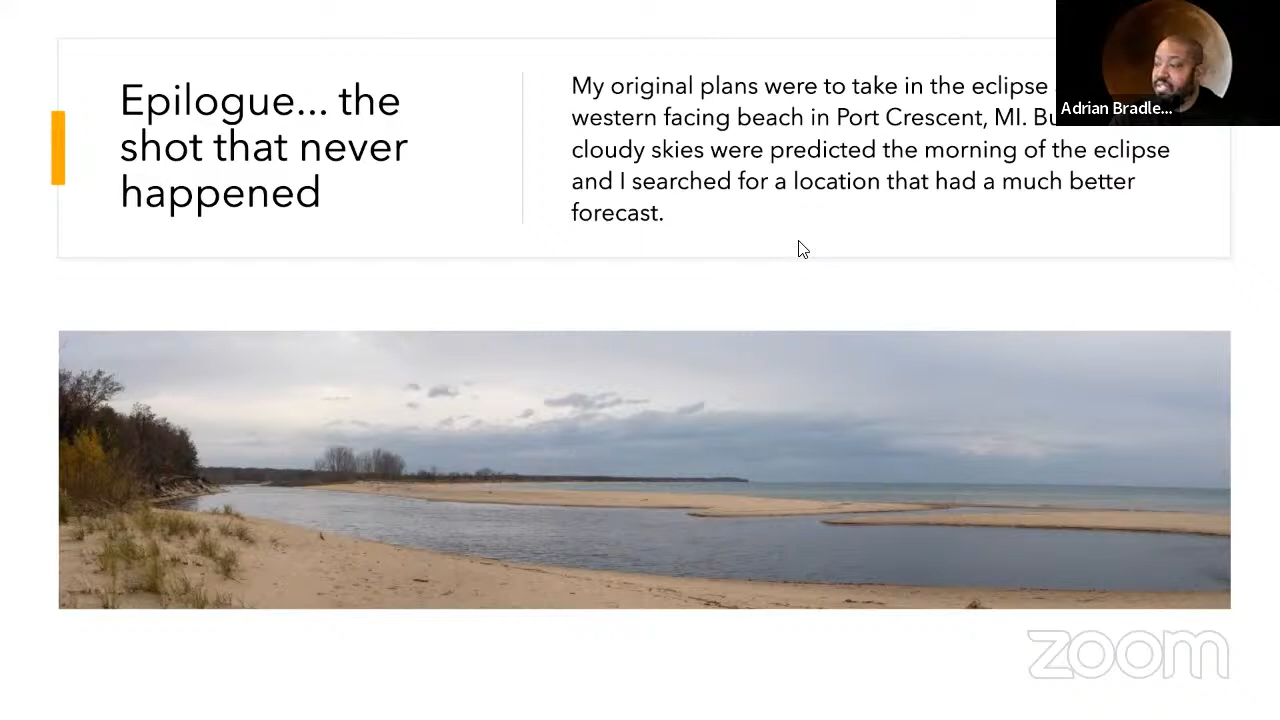 Epilogue... the
shot that never
happened
My original plans were to take in the eclipse
western facing beach in Port Crescent, MI.
cloudy skies were predicted the morning of the eclipse
and I searched for a location that had a much better
forecast.
Adrian Bradle...
zoom